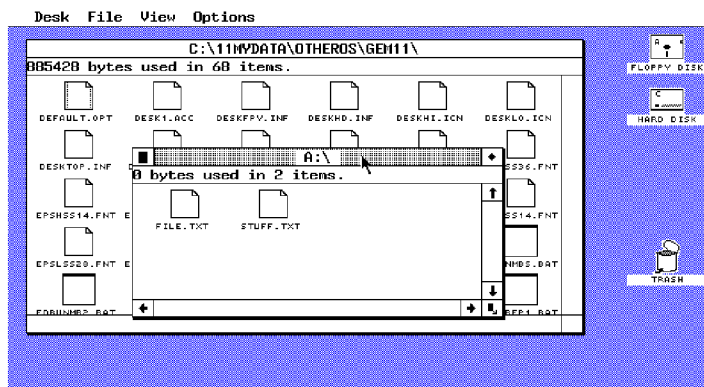 Desk File View Options
C:\11MYDATA\OTHEROS\GEM11\
885428 bytes used in 68 items.
A
FLOPPY DISK
C
HARD DISK
DEFAULT.OPT DESK1.ACC DESKFPV.INF DESKHD.INF DESKHI.ICN DESKLO.ICN
DESKTOP.INF
A:\
0 bytes used in 2 items.
FILE.TXT STUFF.TXT
EPSHSS14.FNT
EPSLSS28.FNT
TRASH